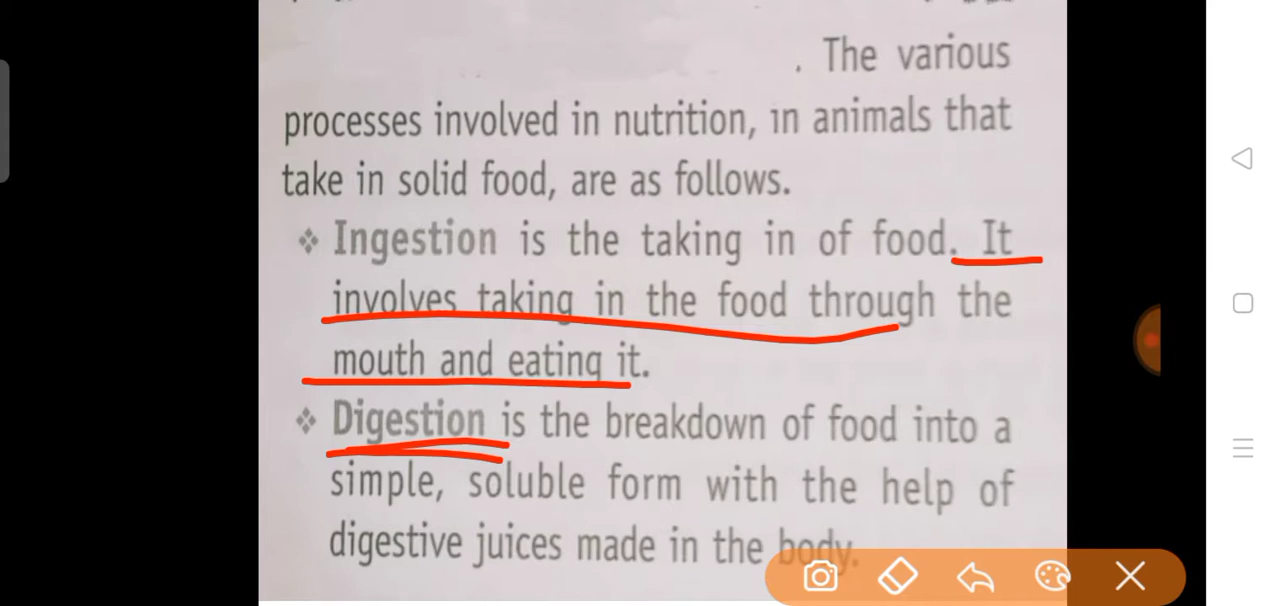 . The various
processes involved in nutrition, in animals that
take in solid food, are as follows.
❖ Ingestion is the taking in of food. It
involves taking in the food through the
mouth and eating it.
❖ Digestion is the breakdown of food into a
simple, soluble form with the help of
digestive juices made in the body.